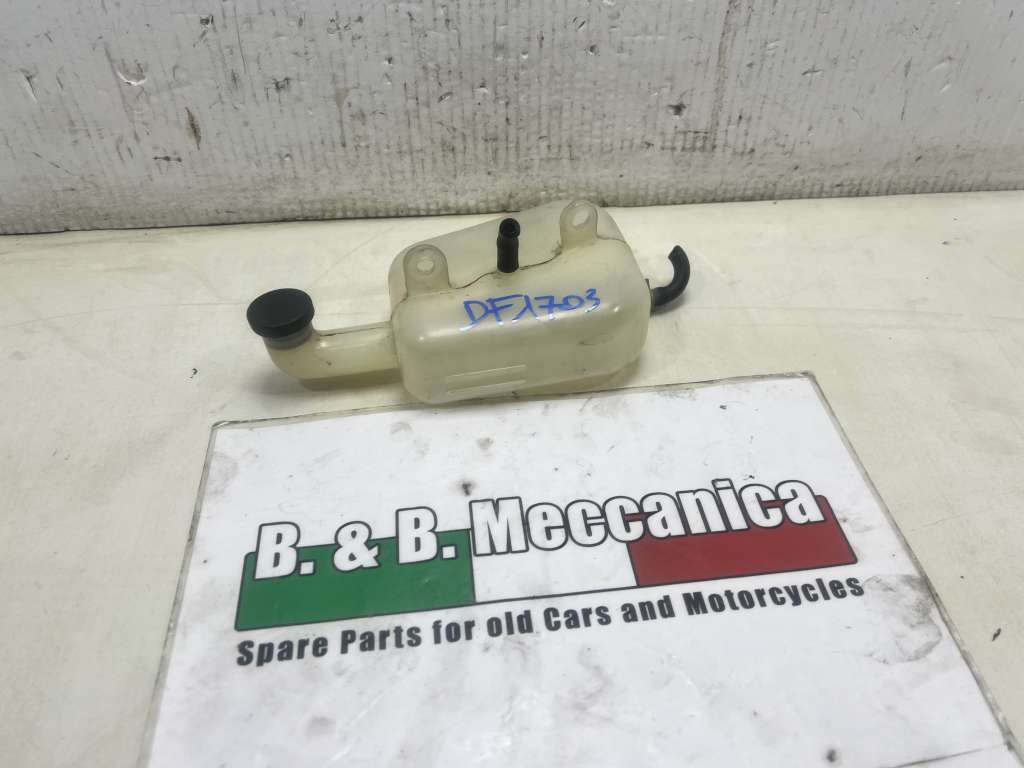 DF1703
B. & B. Meccanica
Spare Parts for old Cars and Motorcycles